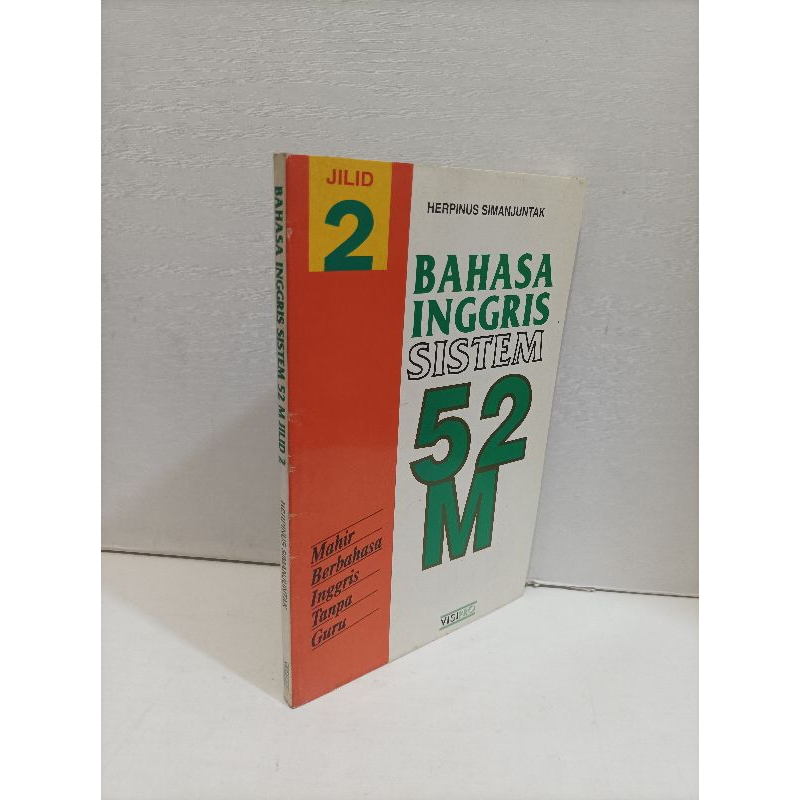 JILID
2
HERPINUS SIMANJUNTAK
BAHASA
INGGRIS
SISTEM
52
M
Mahir
Berbahasa
Inggris
Tanpa
Guru
BAHASA INGGRIS SISTEM 52 M JILID 2
HERPINUS SIMANJUNTAK